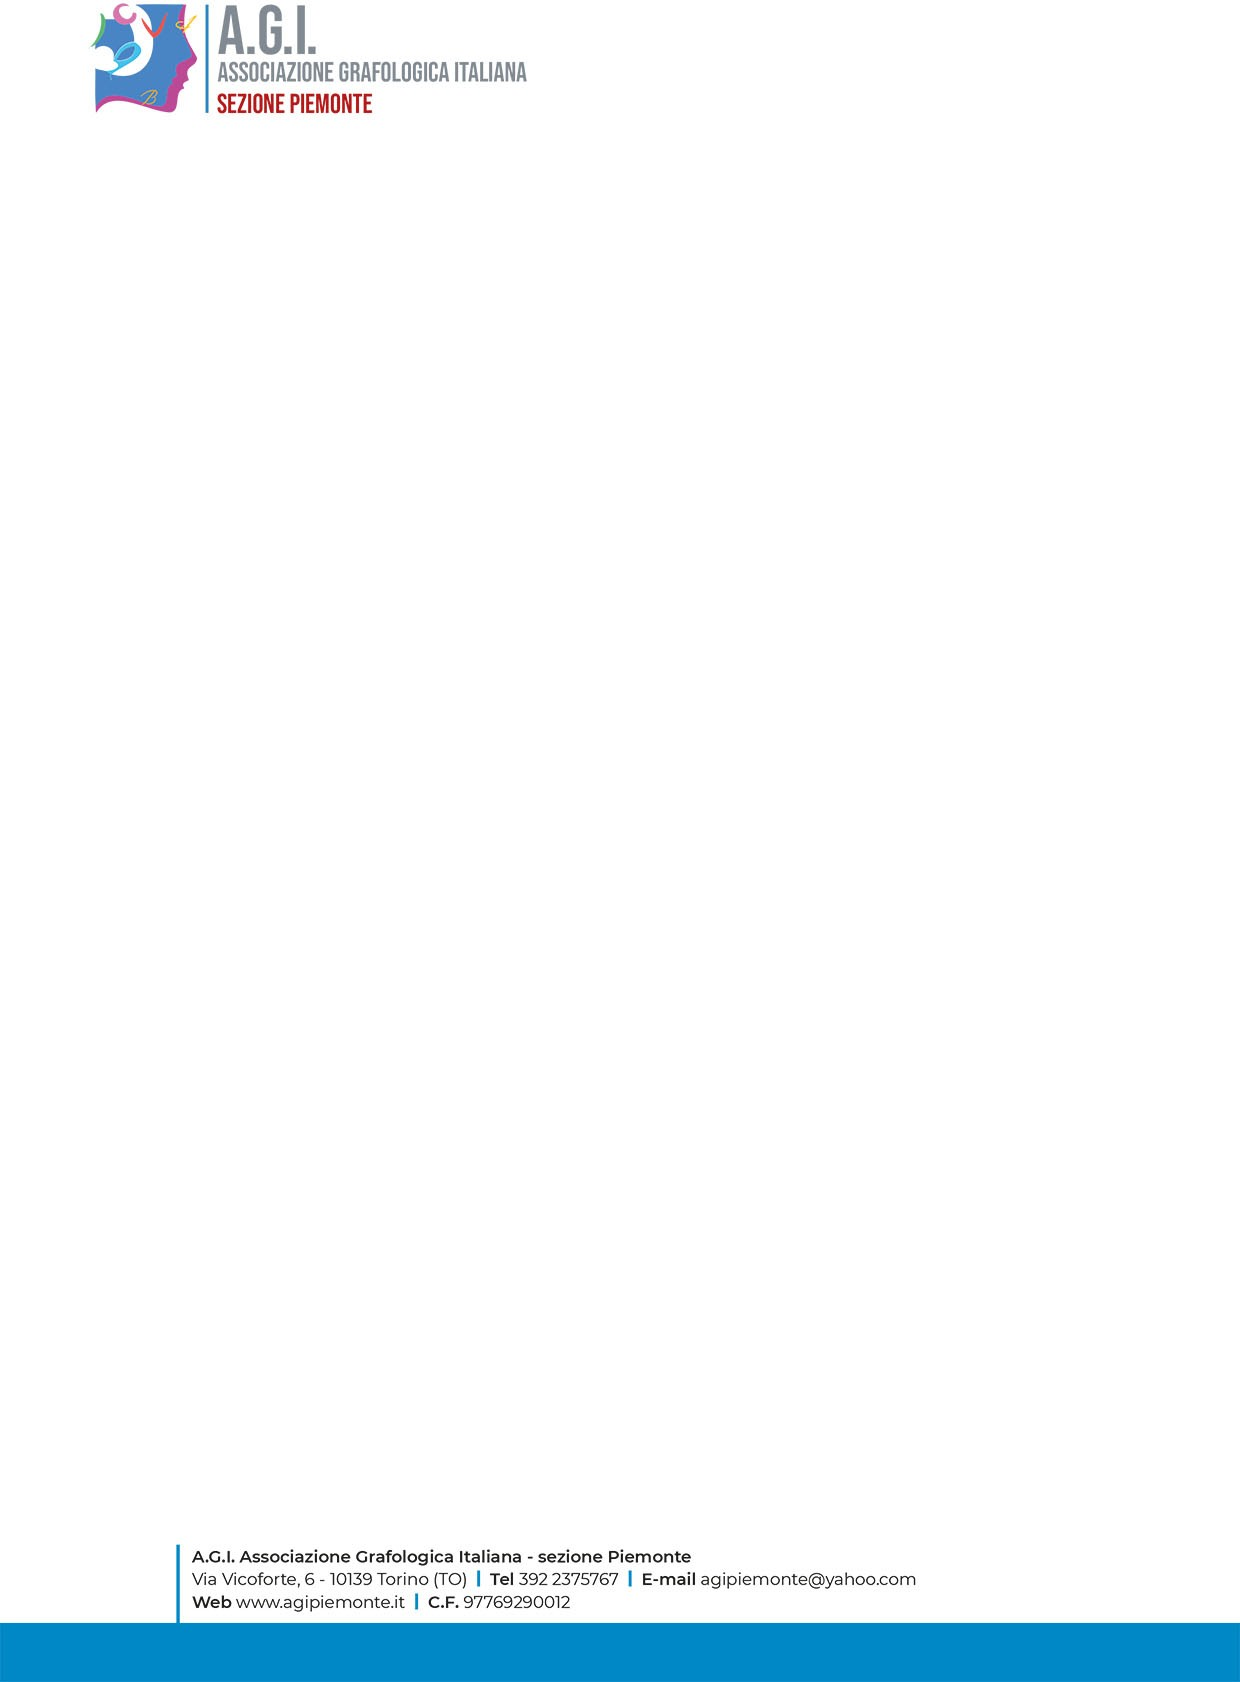 A.G.I.
ASSOCIAZIONE GRAFOLOGICA ITALIANA
SEZIONE PIEMONTE
A.G.I. Associazione Grafologica Italiana - sezione Piemonte
Via Vicoforte, 6 - 10139 Torino (TO) | Tel 392 2375767 | E-mail agipiemonte@yahoo.com
Web www.agipiemonte.it | C.F. 97769290012